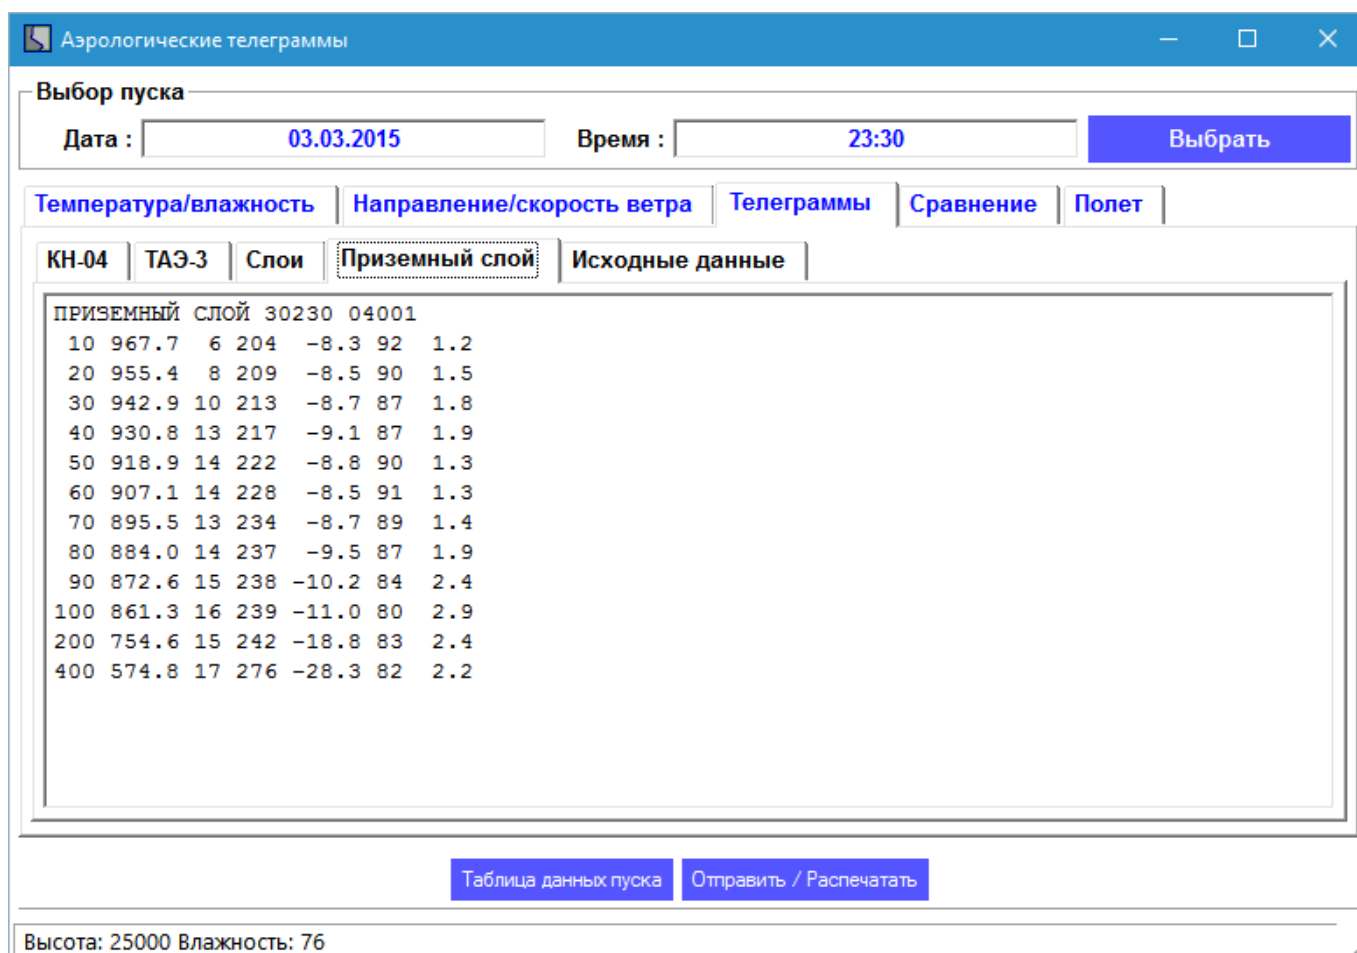 Аэрологические телеграммы
Выбор пуска
Дата : 03.03.2015 Время : 23:30 Выбрать
Температура/влажность Направление/скорость ветра Телеграммы Сравнение Полет
КН-04 ТАЭ-3 Слои Приземный слой Исходные данные
ПРИЗЕМНЫЙ СЛОЙ 30230 04001
10 967.7 6 204 -8.3 92 1.2
20 955.4 8 209 -8.5 90 1.5
30 942.9 10 213 -8.7 87 1.8
40 930.8 13 217 -9.1 87 1.9
50 918.9 14 222 -8.8 90 1.3
60 907.1 14 228 -8.5 91 1.3
70 895.5 13 234 -8.7 89 1.4
80 884.0 14 237 -9.5 87 1.9
90 872.6 15 238 -10.2 84 2.4
100 861.3 16 239 -11.0 80 2.9
200 754.6 15 242 -18.8 83 2.4
400 574.8 17 276 -28.3 82 2.2
Таблица данных пуска Отправить / Распечатать
Высота: 25000 Влажность: 76